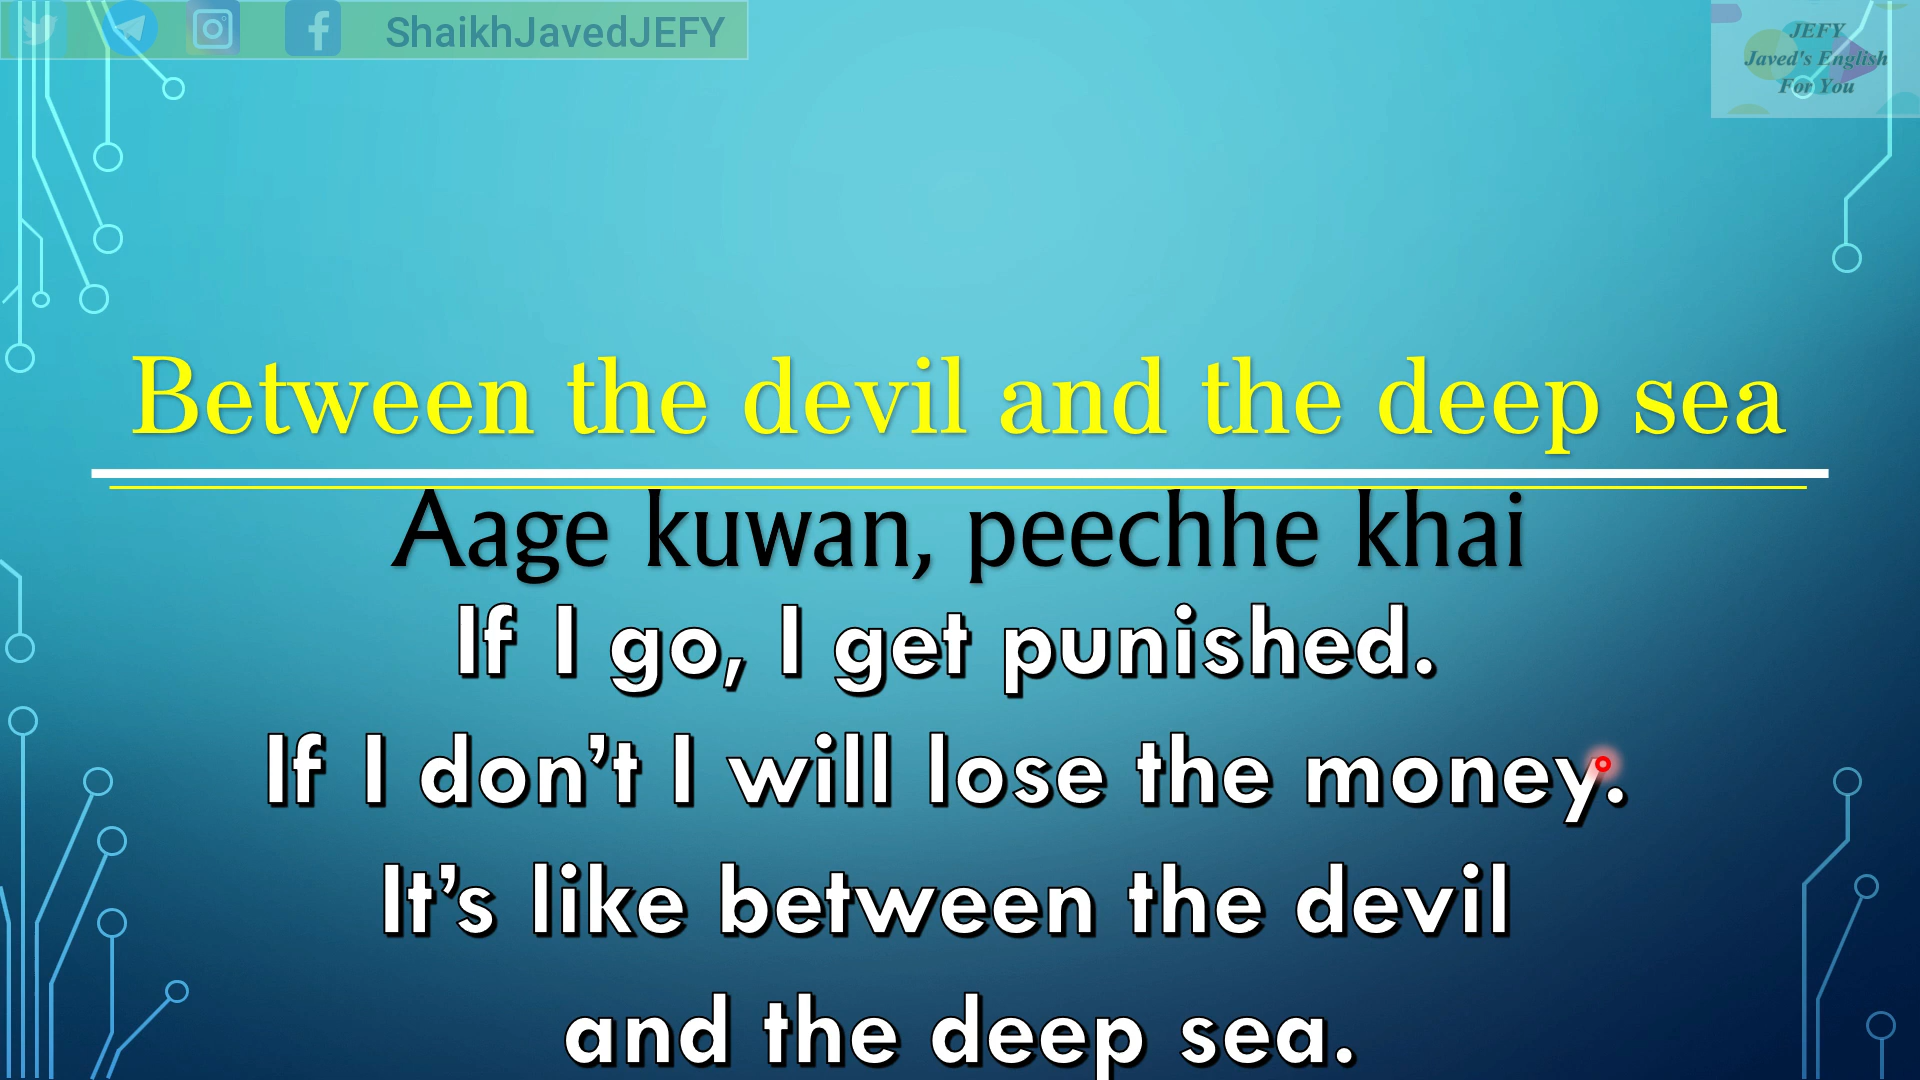 ShaikhJavedJEFY
JEFY
Javed's English
For You
Between the devil and the deep sea
Aage kuwan, peechhe khai
If I go, I get punished.
If I don’t I will lose the money.
It’s like between the devil
and the deep sea.